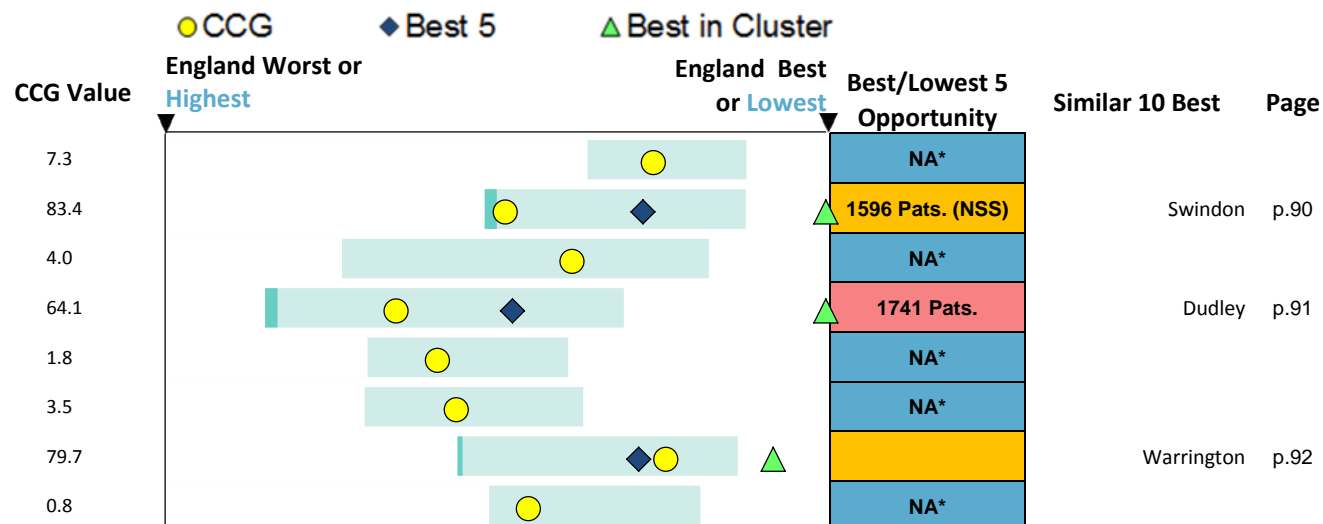 CCG Best 5 Best in Cluster
CCG Value England Worst or Highest England Best or Lowest Best/Lowest 5 Opportunity Similar 10 Best Page
7.3 NA*
83.4 1596 Pats. (NSS) Swindon p.90
4.0 NA*
64.1 1741 Pats. Dudley p.91
1.8 NA*
3.5 NA*
79.7 Warrington p.92
0.8 NA*